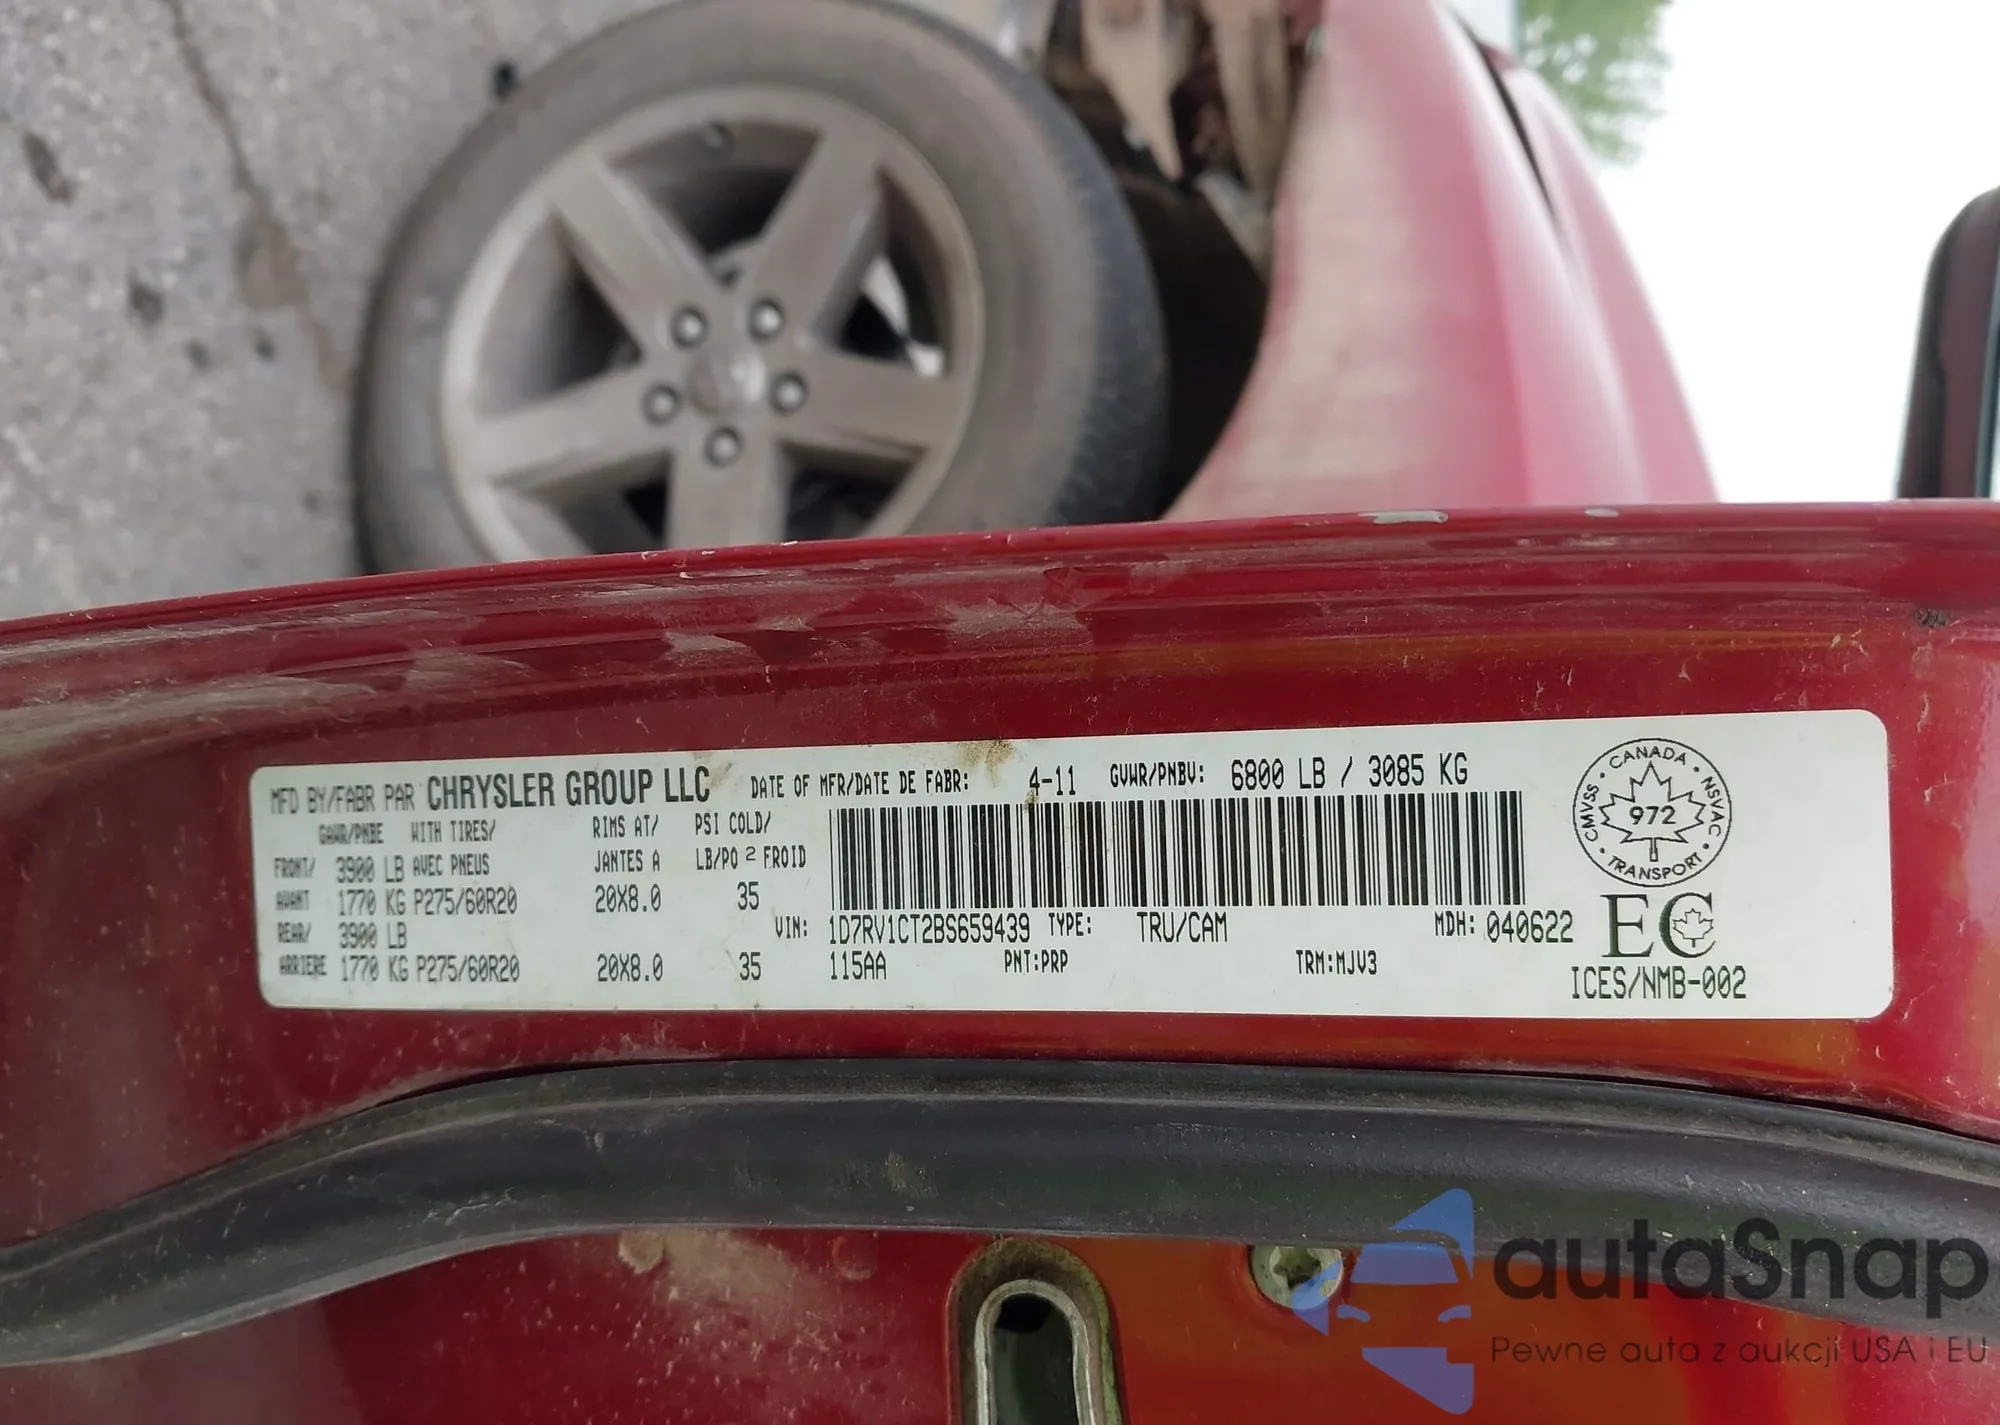 MFD BY/FABR PAR CHRYSLER GROUP LLC DATE OF MFR/DATE DE FABR: 4-11 GVWR/PNBV: 6800 LB / 3085 KG
GAWR/PNBE WITH TIRES/ RIMS AT/ PSI COLD/
FRONT/ 3900 LB AVEC PNEUS JANTES A LB/PO 2 FROID
AVANT 1770 KG P275/60R20 20X8.0 35
REAR/ 3900 LB VIN: 1D7RV1CT2BS659439 TYPE: TRU/CAM MDH: 040622
ARRIERE 1770 KG P275/60R20 20X8.0 35 115AA PNT:PRP TRM:MJV3
CANADA • NSVAC • TRANSPORT • CMVSS •
972
EC
ICES/NMB-002
autoSnap
Pewne auta z aukcji USA i EU